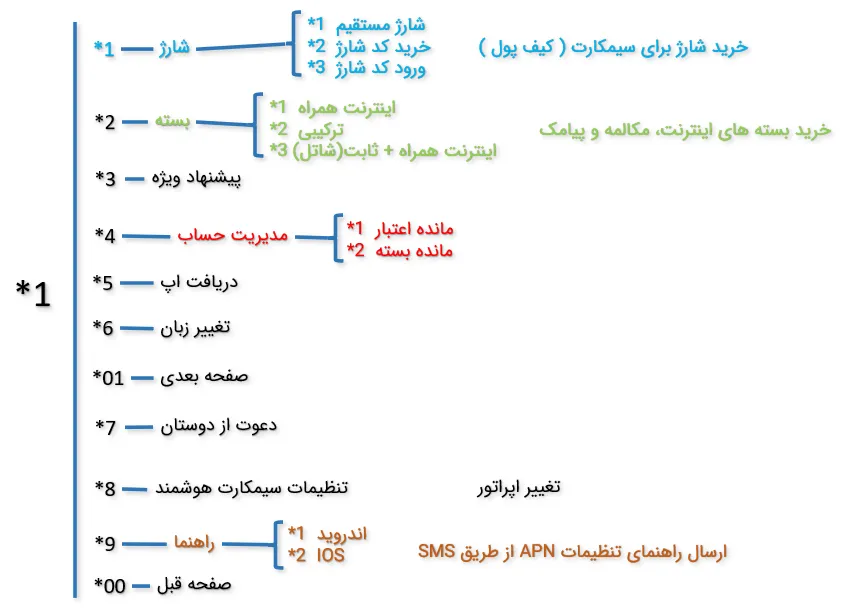 *1
*1 شارژ
*1 شارژ مستقیم
*2 خرید کد شارژ
*3 ورود کد شارژ
خرید شارژ برای سیمکارت ( کیف پول )
*2 بسته
*1 اینترنت همراه
*2 ترکیبی
*3 اینترنت همراه + ثابت(شاتل)
خرید بسته های اینترنت، مکالمه و پیامک
*3 پیشنهاد ویژه
*4 مدیریت حساب
*1 مانده اعتبار
*2 مانده بسته
*5 دریافت اپ
*6 تغییر زبان
*01 صفحه بعدی
*7 دعوت از دوستان
*8 تنظیمات سیمکارت هوشمند
تغییر اپراتور
*9 راهنما
*1 اندروید
*2 IOS
ارسال راهنمای تنظیمات APN از طریق SMS
*00 صفحه قبل